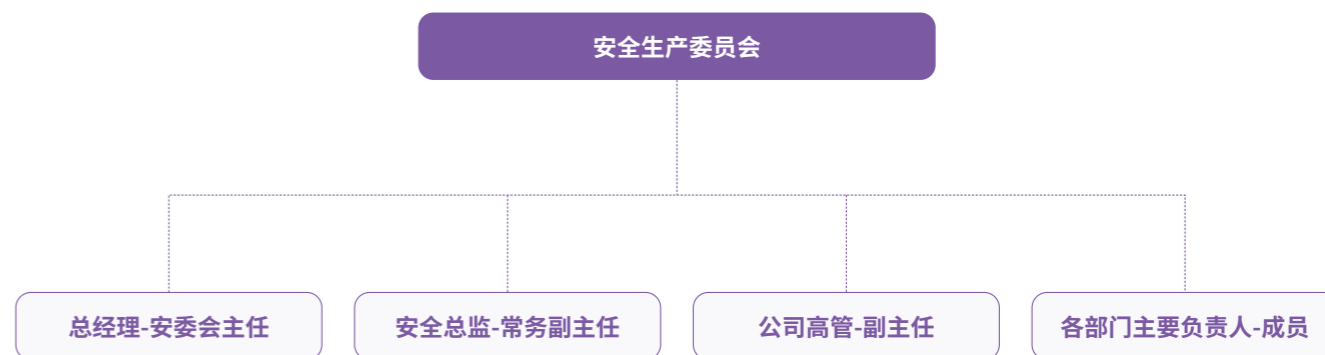 安全生产委员会
总经理-安委会主任
安全总监-常务副主任
公司高管-副主任
各部门主要负责人-成员